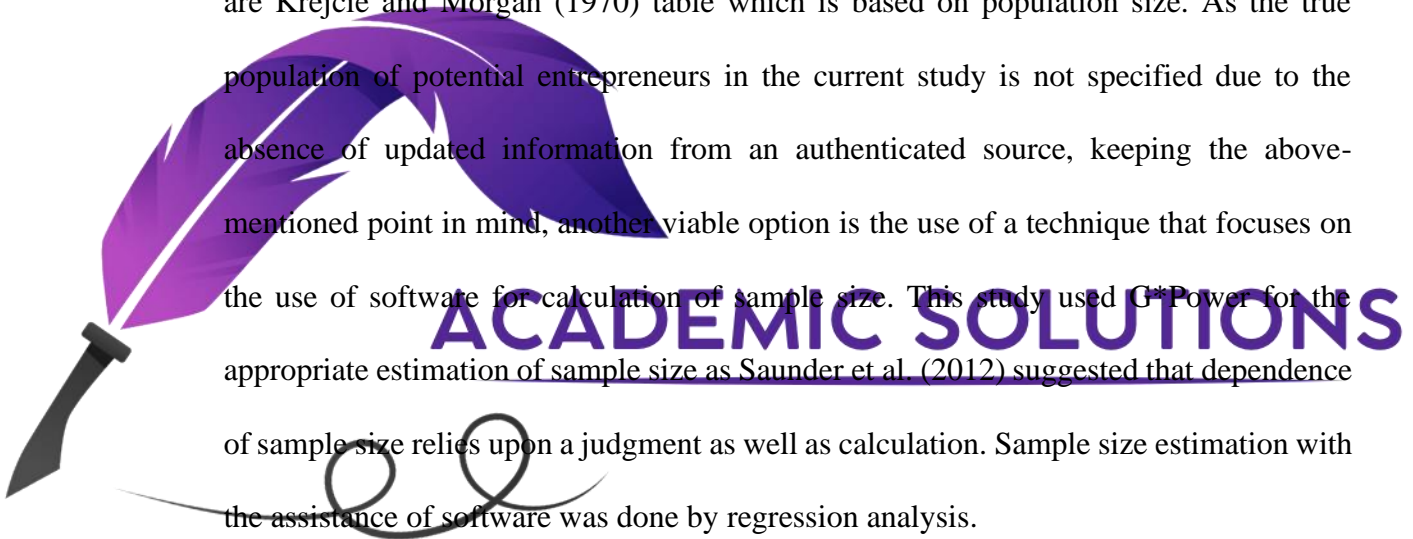 are Krejcie and Morgan (1970) table which is based on population size. As the true
population of potential entrepreneurs in the current study is not specified due to the
absence of updated information from an authenticated source, keeping the above-
mentioned point in mind, another viable option is the use of a technique that focuses on
the use of software for calculation of sample size. This study used G*Power for the
ACADEMIC SOLUTIONS
appropriate estimation of sample size as Saunder et al. (2012) suggested that dependence
of sample size relies upon a judgment as well as calculation. Sample size estimation with
the assistance of software was done by regression analysis.